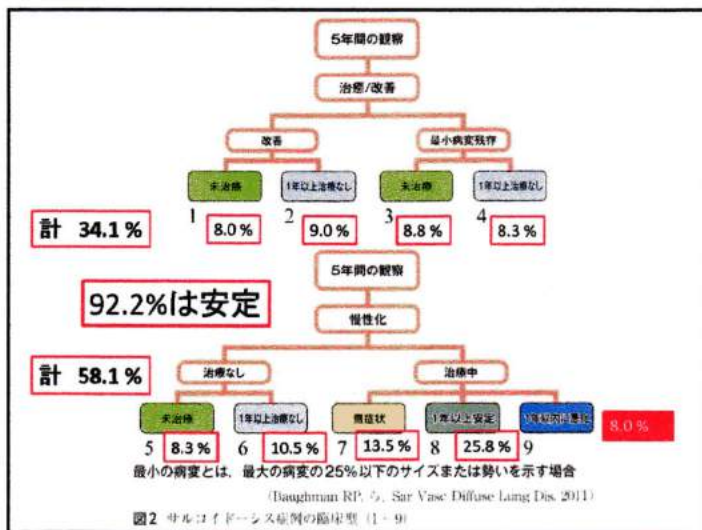 5年間の観察
治癒/改善
改善
最小病変残存
未治療
1年以上治療なし
未治療
1年以上治療なし
1
2
3
4
計 34.1 %
8.0 %
9.0 %
8.8 %
8.3 %
5年間の観察
92.2%は安定
慢性化
計 58.1 %
治療なし
治療中
未治療
1年以上治療なし
無症状
1年以上安定
1年以内に悪化
5
6
7
8
9
8.3 %
10.5 %
13.5 %
25.8 %
8.0 %
最小の病変とは、最大の病変の25%以下のサイズまたは勢いを示す場合
(Baughman RP, ら, Sar Vasc Diffuse Lung Dis. 2011)
図2 サルコイドーシス症例の臨床型 (1~9)